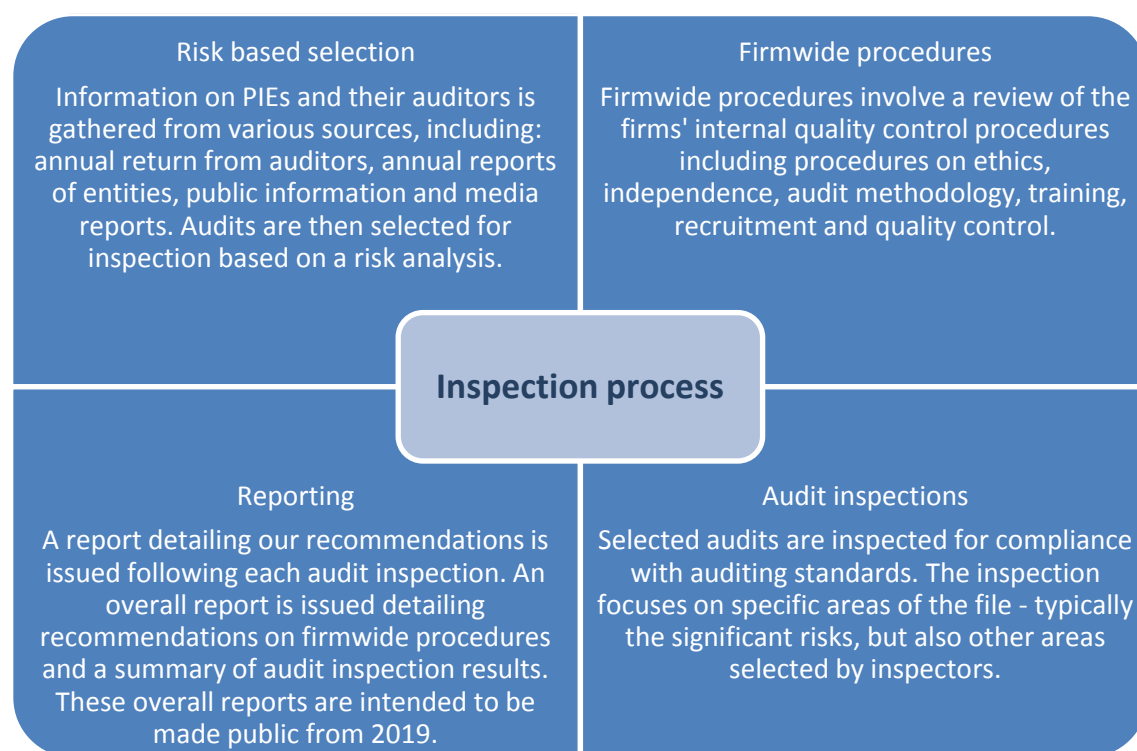 Risk based selection
Information on PIEs and their auditors is
gathered from various sources, including:
annual return from auditors, annual reports
of entities, public information and media
reports. Audits are then selected for
inspection based on a risk analysis.
Firmwide procedures
Firmwide procedures involve a review of the
firms' internal quality control procedures
including procedures on ethics,
independence, audit methodology, training,
recruitment and quality control.
Inspection process
Reporting
A report detailing our recommendations is
issued following each audit inspection. An
overall report is issued detailing
recommendations on firmwide procedures
and a summary of audit inspection results.
These overall reports are intended to be
made public from 2019.
Audit inspections
Selected audits are inspected for compliance
with auditing standards. The inspection
focuses on specific areas of the file - typically
the significant risks, but also other areas
selected by inspectors.